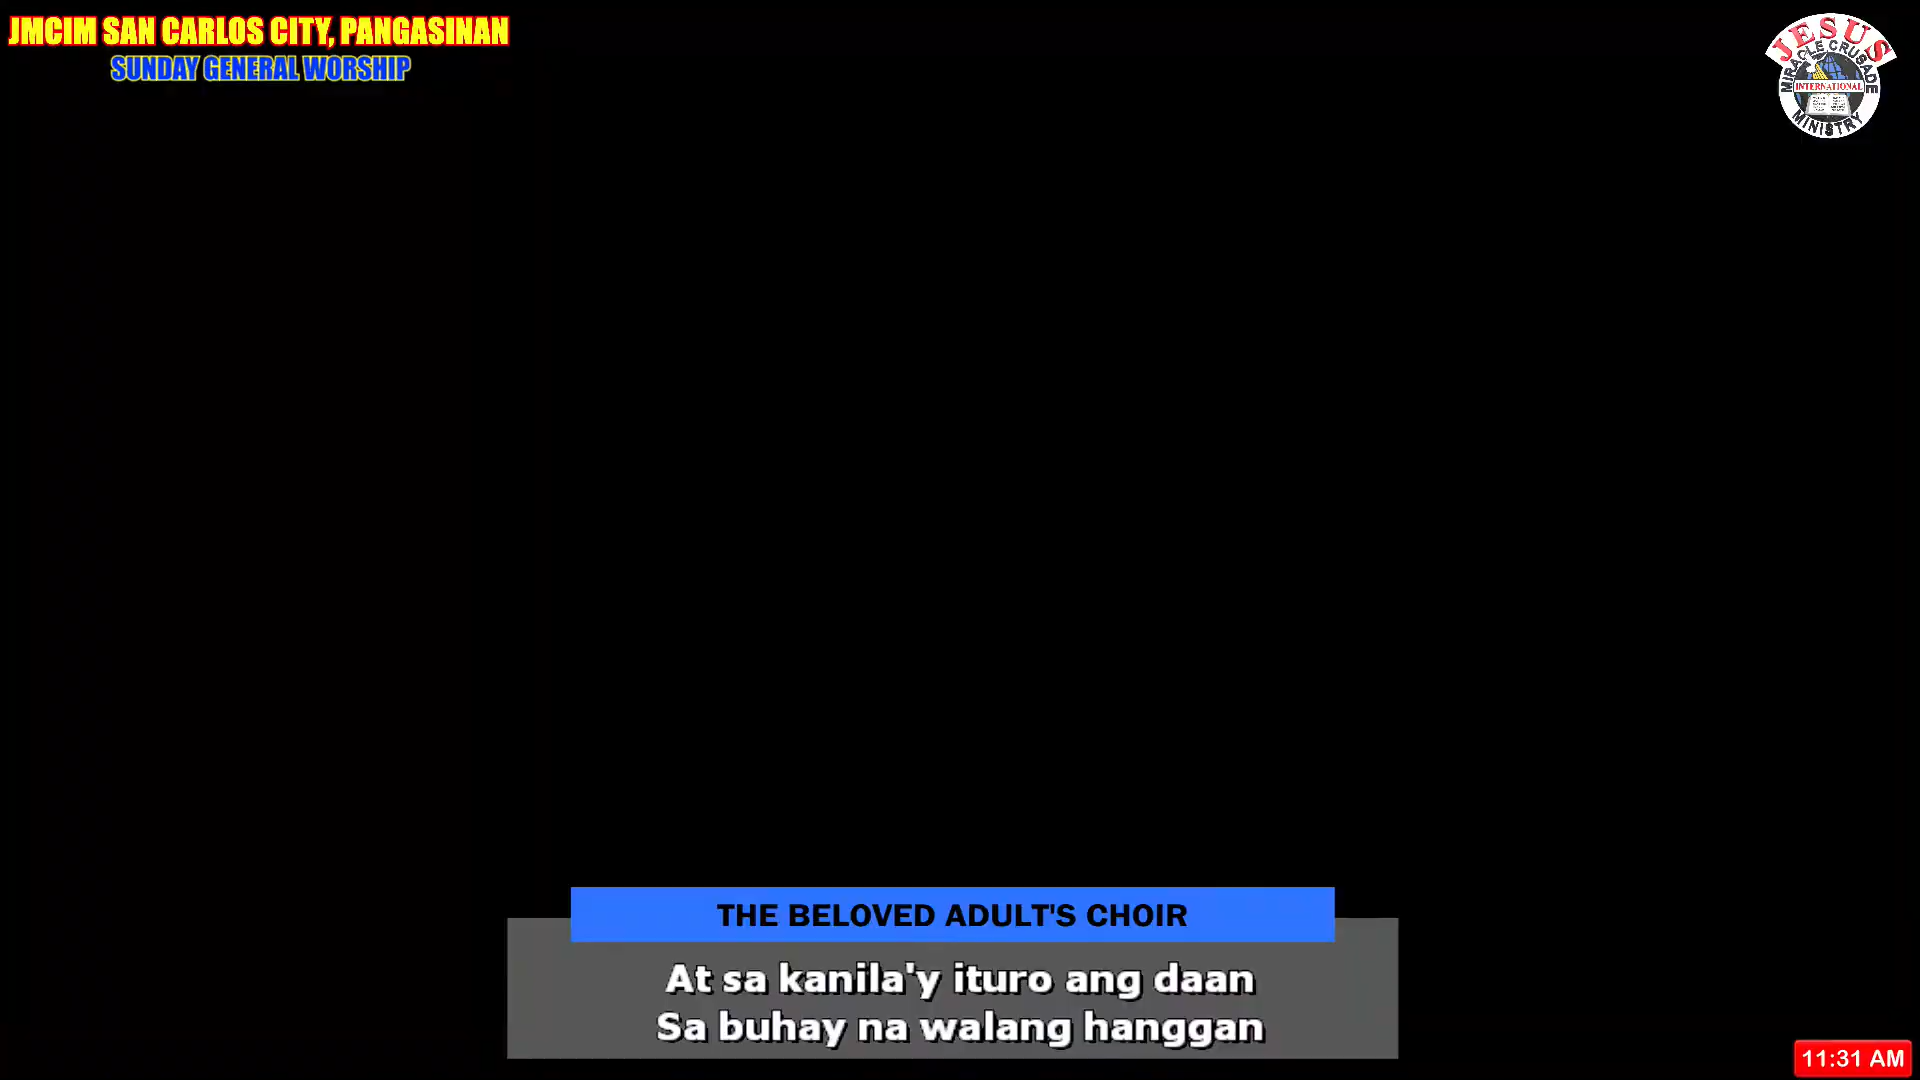 JMCIM SAN CARLOS CITY, PANGASINAN
SUNDAY GENERAL WORSHIP
JESUS
MIRACLE CRUSADE
INTERNATIONAL
MINISTRY
THE BELOVED ADULT'S CHOIR
At sa kanila'y ituro ang daan
Sa buhay na walang hanggan
11:31 AM